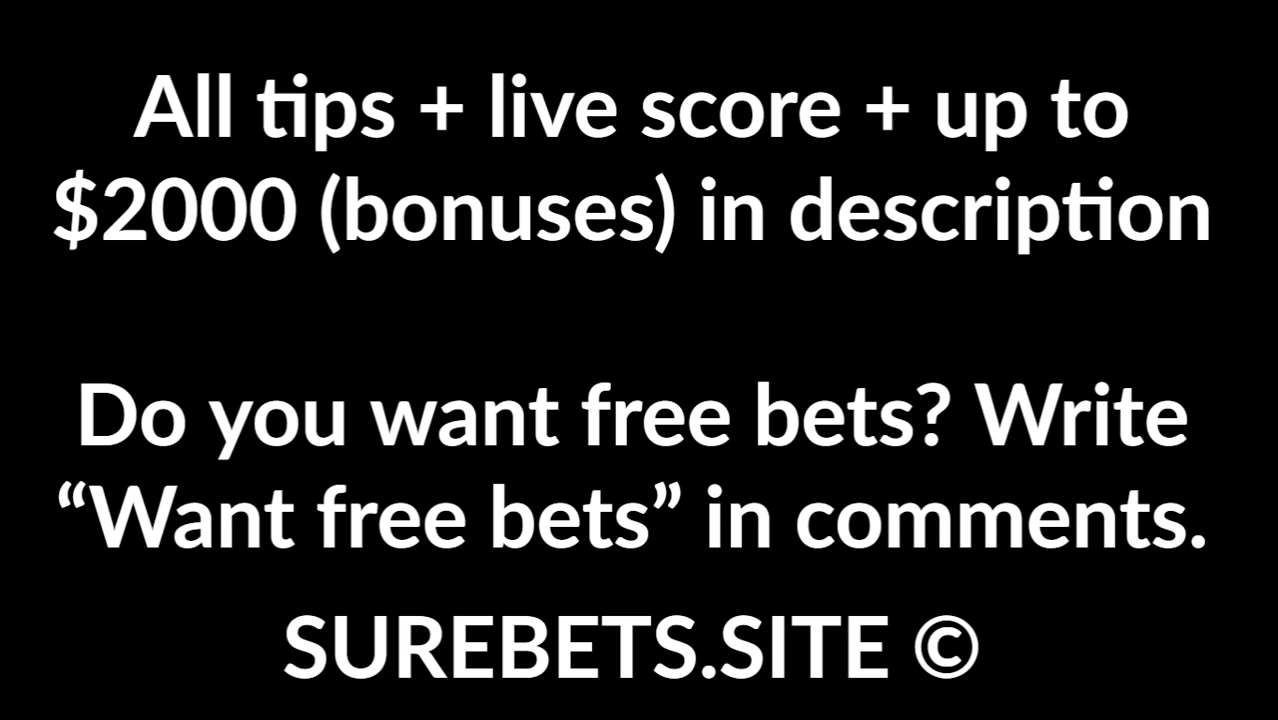 All tips + live score + up to
$2000 (bonuses) in description
Do you want free bets? Write
“Want free bets” in comments.
SUREBETS.SITE ©